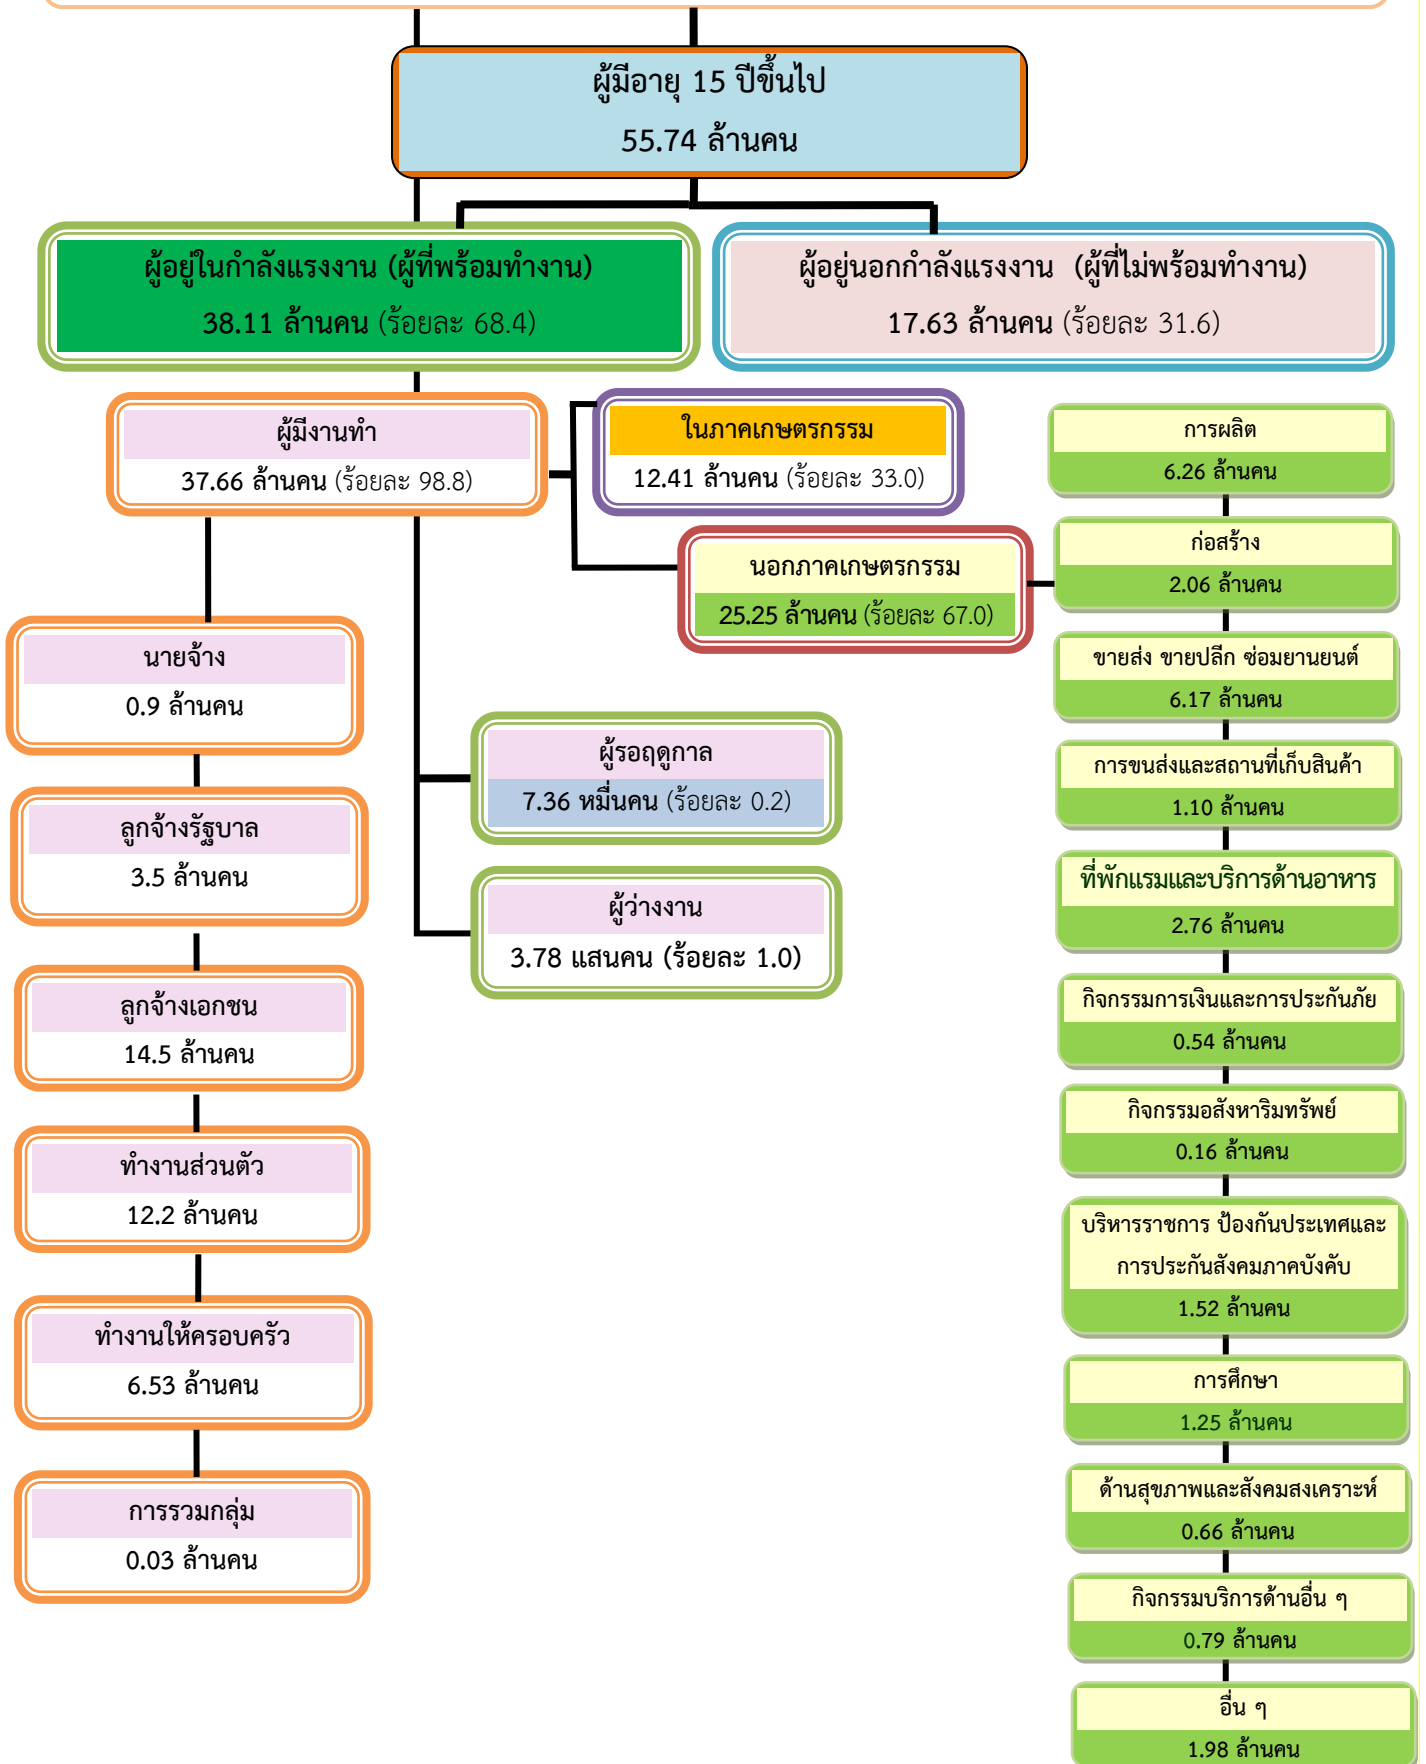 ผู้มีอายุ 15 ปีขึ้นไป
55.74 ล้านคน
ผู้อยู่ในกำลังแรงงาน (ผู้ที่พร้อมทำงาน)
38.11 ล้านคน (ร้อยละ 68.4)
ผู้อยู่นอกกำลังแรงงาน (ผู้ที่ไม่พร้อมทำงาน)
17.63 ล้านคน (ร้อยละ 31.6)
ผู้มีงานทำ
37.66 ล้านคน (ร้อยละ 98.8)
ในภาคเกษตรกรรม
12.41 ล้านคน (ร้อยละ 33.0)
นอกภาคเกษตรกรรม
25.25 ล้านคน (ร้อยละ 67.0)
นายจ้าง
0.9 ล้านคน
ลูกจ้างรัฐบาล
3.5 ล้านคน
ลูกจ้างเอกชน
14.5 ล้านคน
ทำงานส่วนตัว
12.2 ล้านคน
ทำงานให้ครอบครัว
6.53 ล้านคน
การรวมกลุ่ม
0.03 ล้านคน
ผู้รอฤดูกาล
7.36 หมื่นคน (ร้อยละ 0.2)
ผู้ว่างงาน
3.78 แสนคน (ร้อยละ 1.0)
การผลิต
6.26 ล้านคน
ก่อสร้าง
2.06 ล้านคน
ขายส่ง ขายปลีก ซ่อมยานยนต์
6.17 ล้านคน
การขนส่งและสถานที่เก็บสินค้า
1.10 ล้านคน
ที่พักแรมและบริการด้านอาหาร
2.76 ล้านคน
กิจกรรมการเงินและการประกันภัย
0.54 ล้านคน
กิจกรรมอสังหาริมทรัพย์
0.16 ล้านคน
บริหารราชการ ป้องกันประเทศและ
การประกันสังคมภาคบังคับ
1.52 ล้านคน
การศึกษา
1.25 ล้านคน
ด้านสุขภาพและสังคมสงเคราะห์
0.66 ล้านคน
กิจกรรมบริการด้านอื่น ๆ
0.79 ล้านคน
อื่น ๆ
1.98 ล้านคน